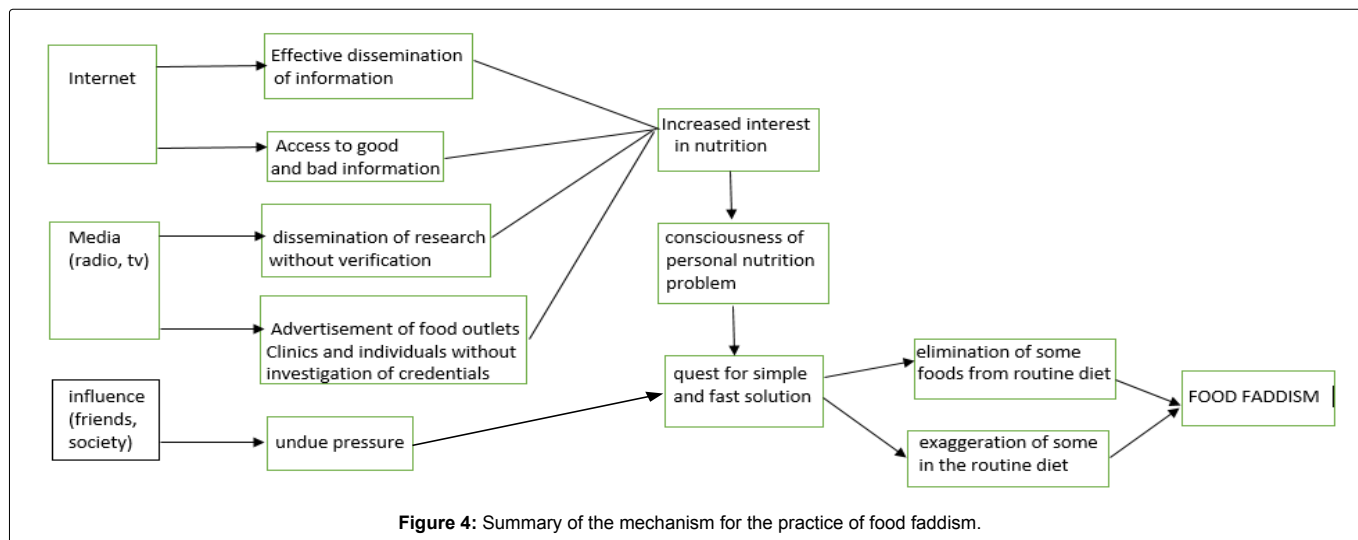 Internet
Effective dissemination
of information
Access to good
and bad information
Media
(radio, tv)
dissemination of research
without verification
Advertisement of food outlets
Clinics and individuals without
investigation of credentials
influence
(friends,
society)
undue pressure
Increased interest
in nutrition
consciousness of
personal nutrition
problem
quest for simple
and fast solution
elimination of some
foods from routine diet
exaggeration of some
in the routine diet
FOOD FADDISM
Figure 4: Summary of the mechanism for the practice of food faddism.